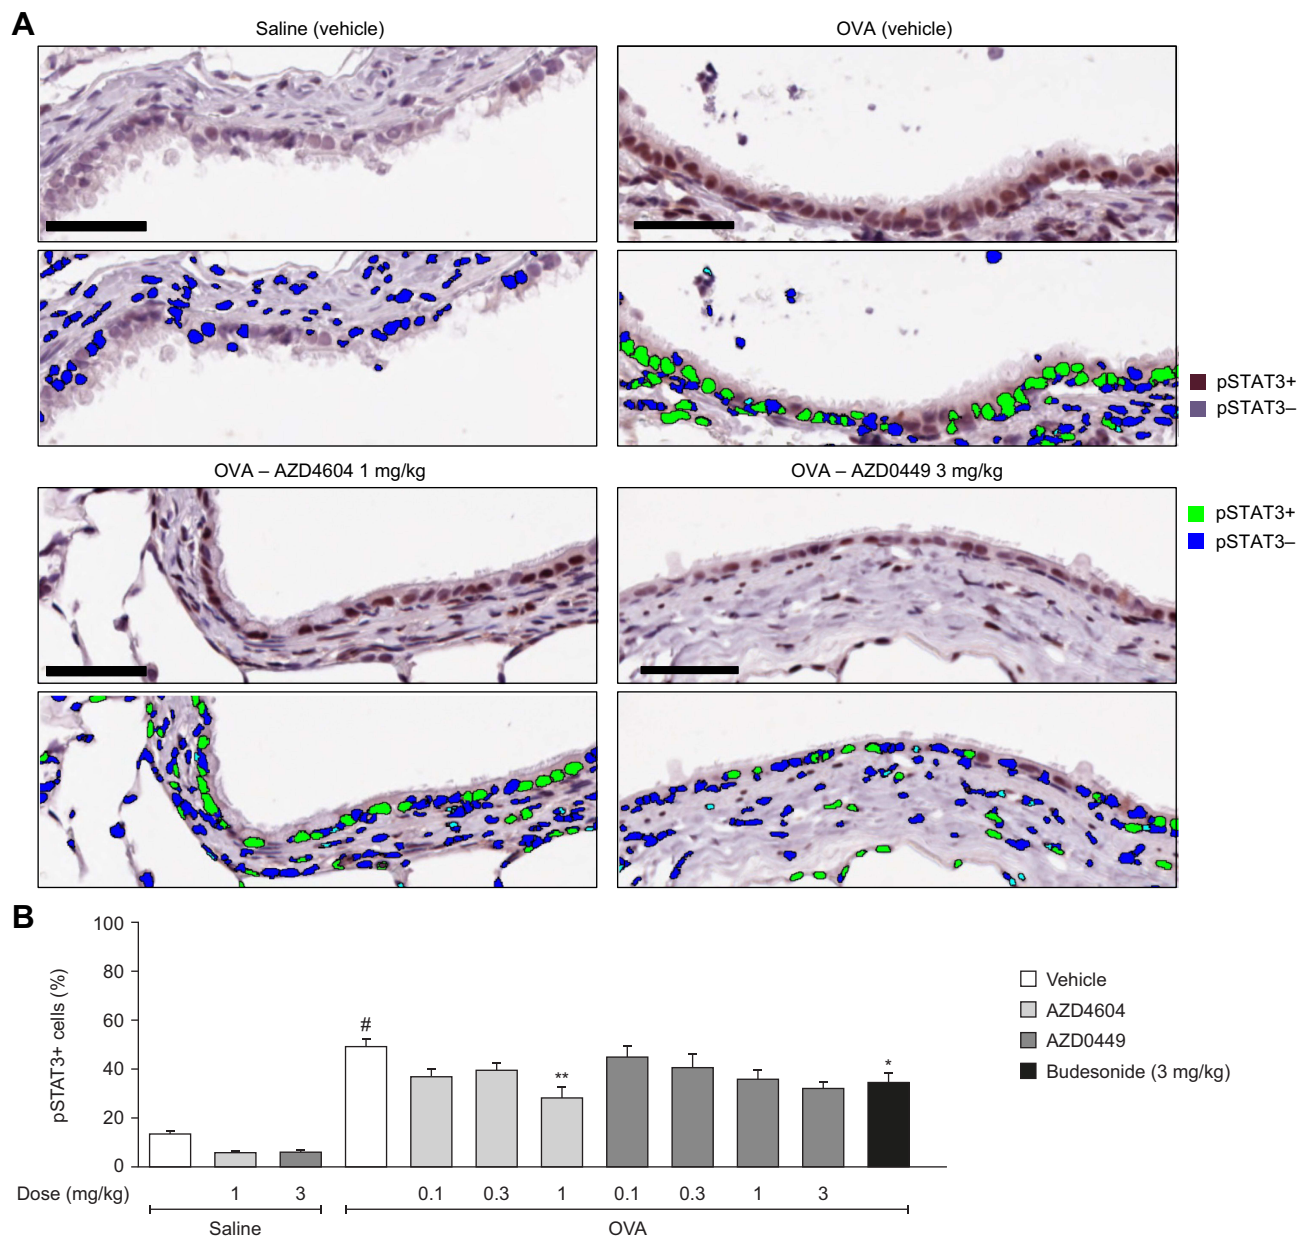 A
Saline (vehicle)
OVA (vehicle)
pSTAT3+
pSTAT3–
OVA – AZD4604 1 mg/kg
OVA – AZD0449 3 mg/kg
pSTAT3+
pSTAT3–
B
pSTAT3+ cells (%)
100
80
60
40
20
0
#
**
*
Vehicle
AZD4604
AZD0449
Budesonide (3 mg/kg)
Dose (mg/kg) 1 3 0.1 0.3 1 0.1 0.3 1 3
Saline OVA